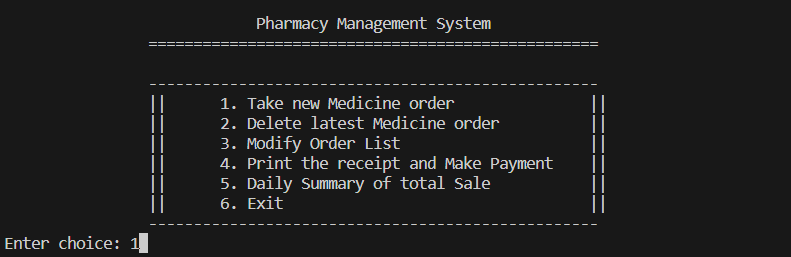 Pharmacy Management System
==================================================
--------------------------------------------------
|| 1. Take new Medicine order ||
|| 2. Delete latest Medicine order ||
|| 3. Modify Order List ||
|| 4. Print the receipt and Make Payment ||
|| 5. Daily Summary of total Sale ||
|| 6. Exit ||
--------------------------------------------------
Enter choice: 1